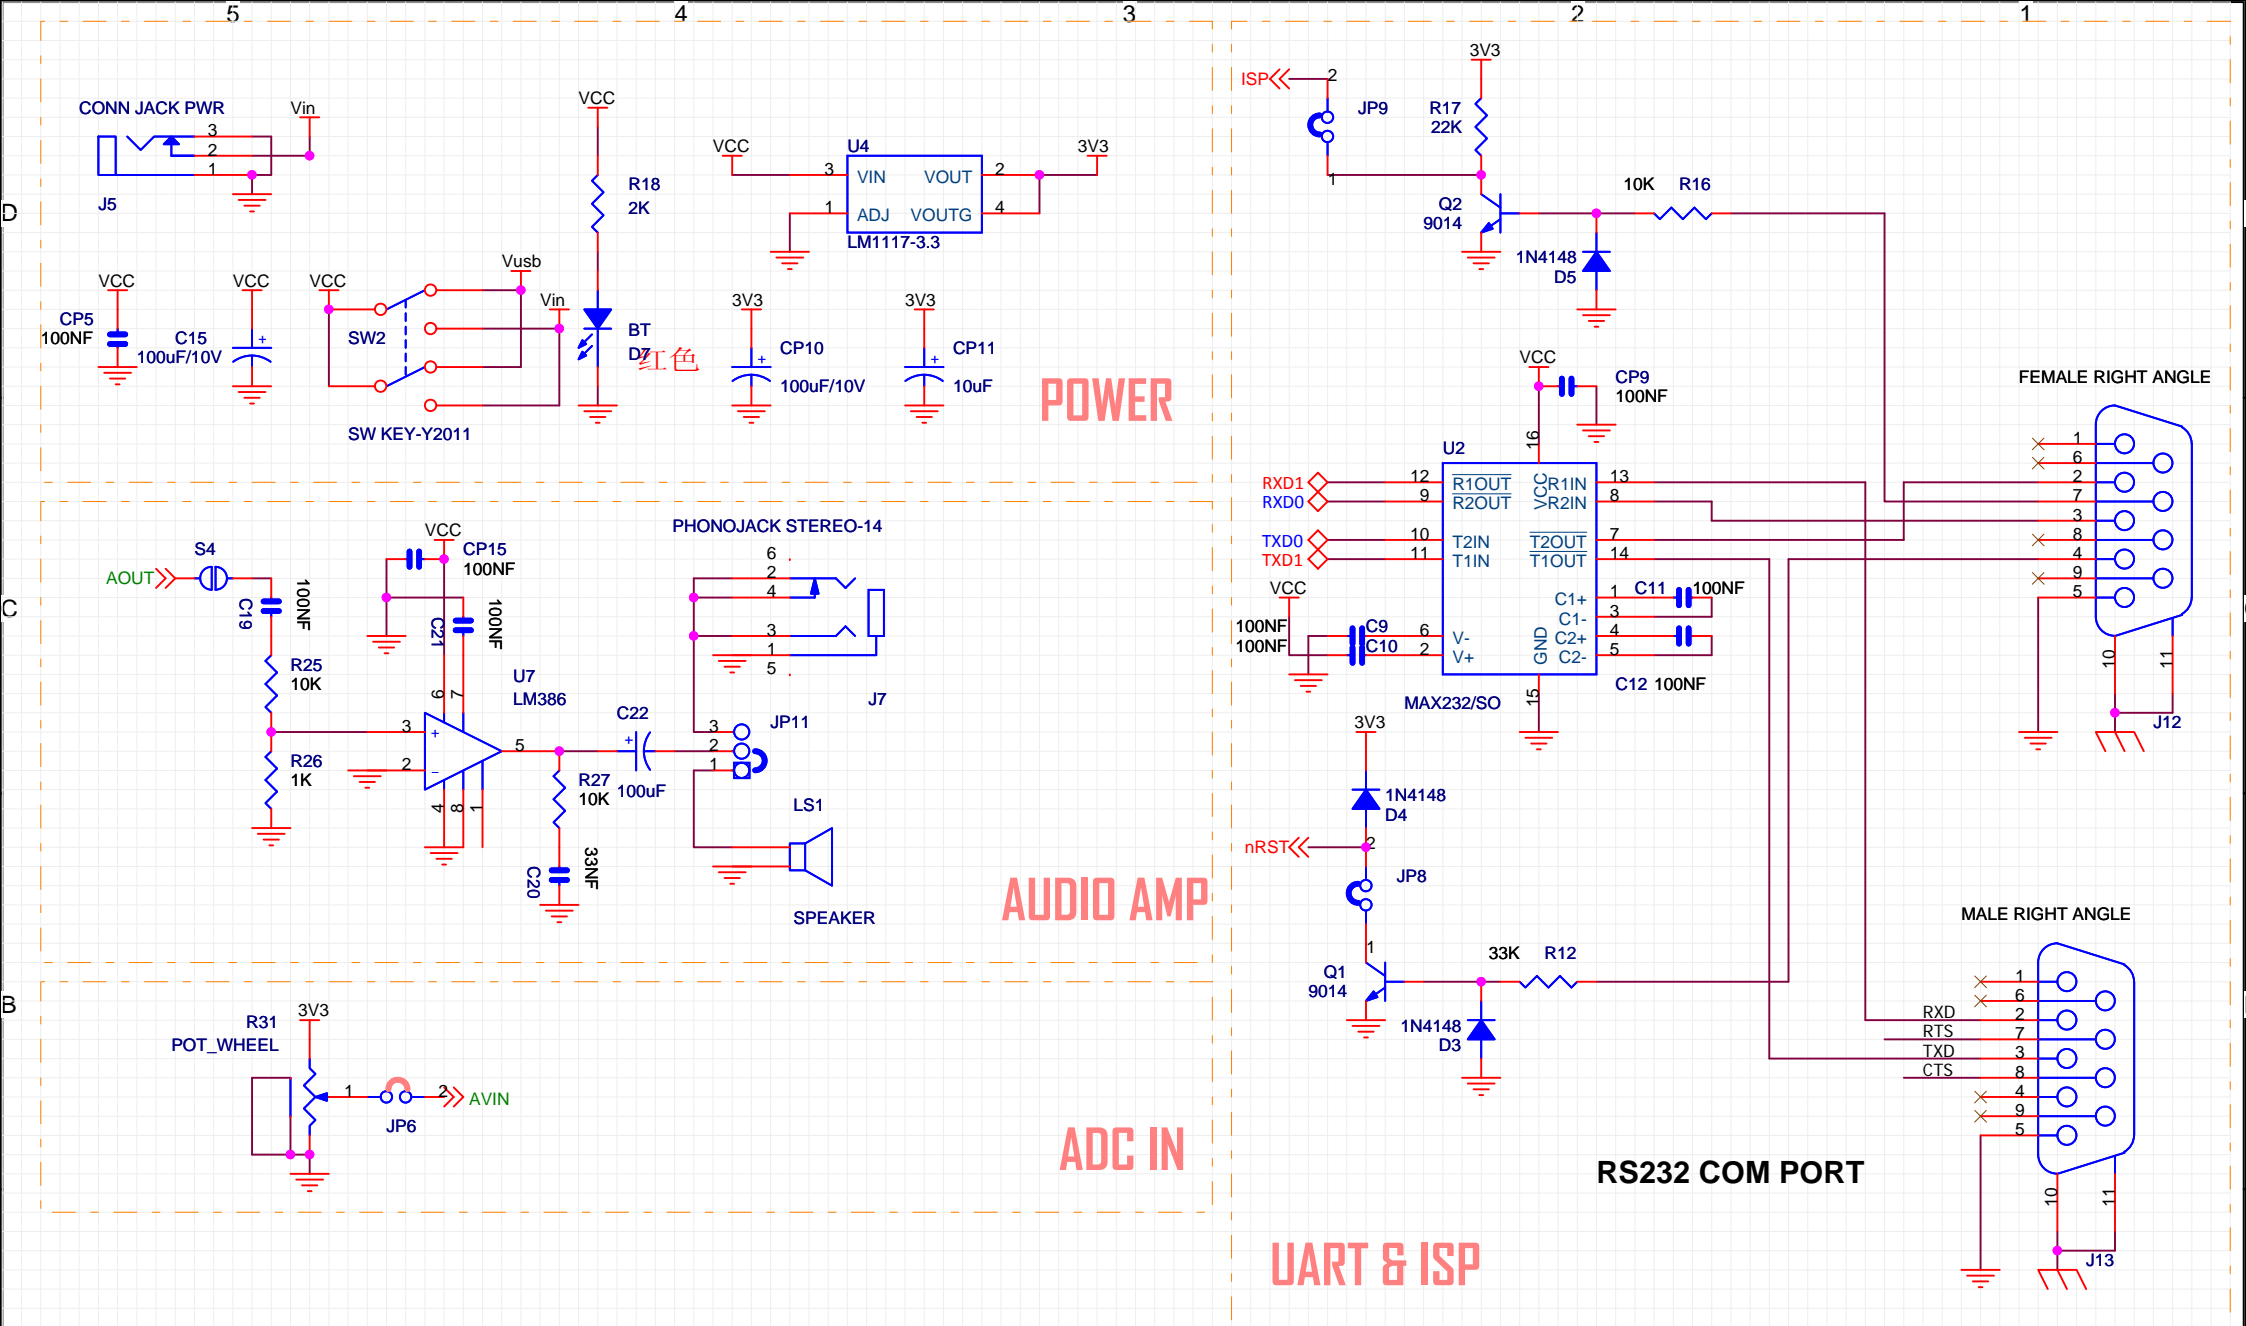 5
4
3
2
1
D
C
B
CONN JACK PWR
Vin
3
2
1
J5
VCC
R18
2K
BT
D7
红色
VCC
U4
3 VIN VOUT 2
1 ADJ VOUTG 4
LM1117-3.3
3V3
VCC
CP5
100NF
VCC
C15
100uF/10V
VCC
Vusb
Vin
SW2
SW KEY-Y2011
3V3
CP10
100uF/10V
3V3
CP11
10uF
POWER
AOUT
S4
C19
100NF
R25
10K
R26
1K
VCC
CP15
100NF
C21
100NF
U7
LM386
6
7
3 +
2 -
5
4
8
1
R27
10K
C20
33NF
C22
100uF
PHONOJACK STEREO-14
6
2
4
3
1
5
J7
JP11
3
2
1
LS1
SPEAKER
AUDIO AMP
R31
POT_WHEEL
3V3
1
2
JP6
AVIN
ADC IN
ISP
2
JP9
1
3V3
R17
22K
Q2
9014
10K R16
1N4148
D5
VCC
CP9
100NF
U2
16
RXD1 12 R1OUT VCC R1IN 13
RXD0 9 R2OUT R2IN 8
TXD0 10 T2IN T2OUT 7
TXD1 11 T1IN T1OUT 14
VCC
C1+ 1 C11 100NF
C1- 3
100NF C9 6 V- GND C2+ 4
100NF C10 2 V+ C2- 5
C12 100NF
15
MAX232/SO
3V3
1N4148
D4
nRST
2
JP8
1
Q1
9014
33K R12
1N4148
D3
FEMALE RIGHT ANGLE
1
6
2
7
3
8
4
9
5
10
11
J12
MALE RIGHT ANGLE
1
6
RXD 2
RTS 7
TXD 3
CTS 8
4
9
5
10
11
J13
RS232 COM PORT
UART & ISP